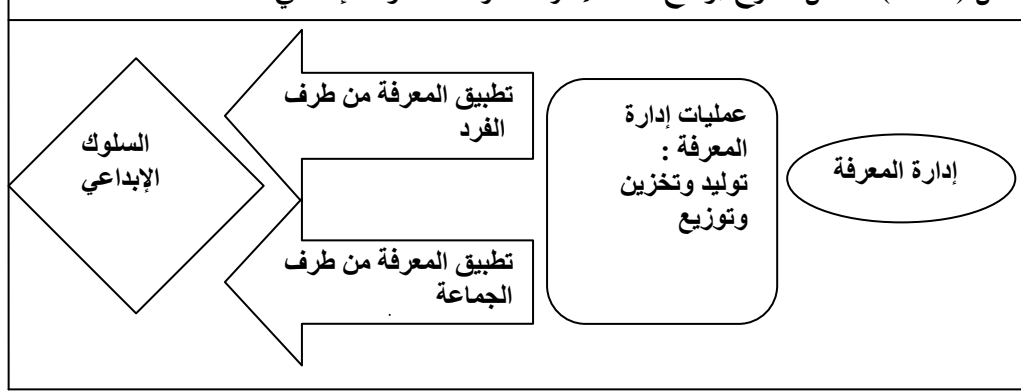 إدارة المعرفة
عمليات إدارة
المعرفة :
توليد وتخزين
وتوزيع
تطبيق المعرفة من طرف
الفرد
تطبيق المعرفة من طرف
الجماعة
السلوك
الإبداعي